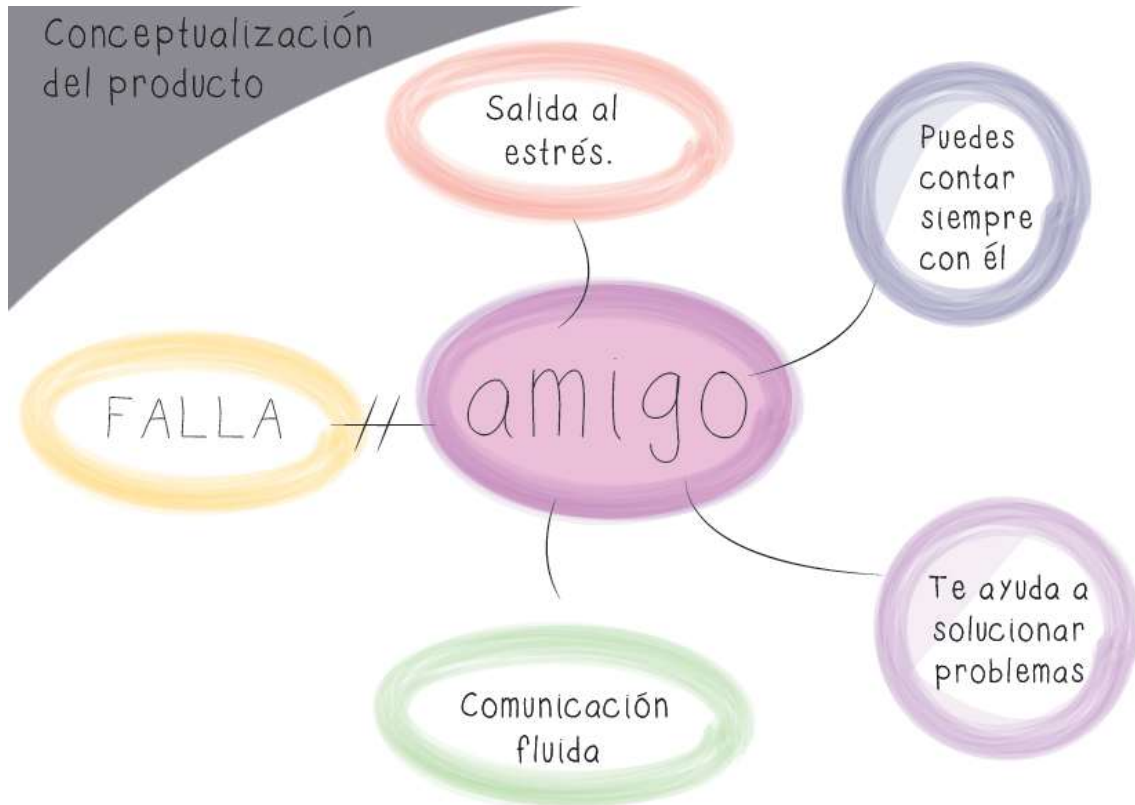 Conceptualización
del producto
Salida al
estrés.
Puedes
contar
siempre
con él
FALLA
amigo
Te ayuda a
solucionar
problemas
Comunicación
fluida